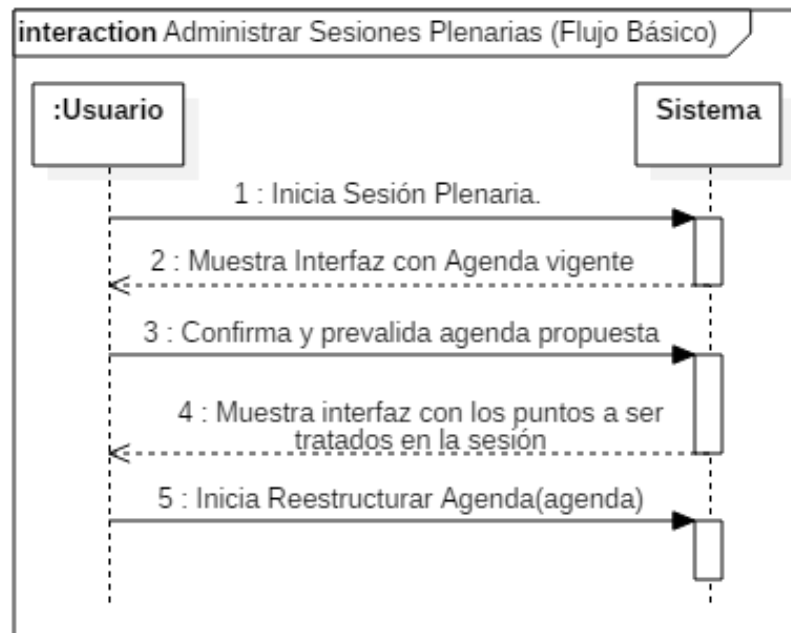 interaction Administrar Sesiones Plenarias (Flujo Básico)
:Usuario
Sistema
1 : Inicia Sesión Plenaria.
2 : Muestra Interfaz con Agenda vigente
3 : Confirma y prevalida agenda propuesta
4 : Muestra interfaz con los puntos a ser
tratados en la sesión
5 : Inicia Reestructurar Agenda(agenda)